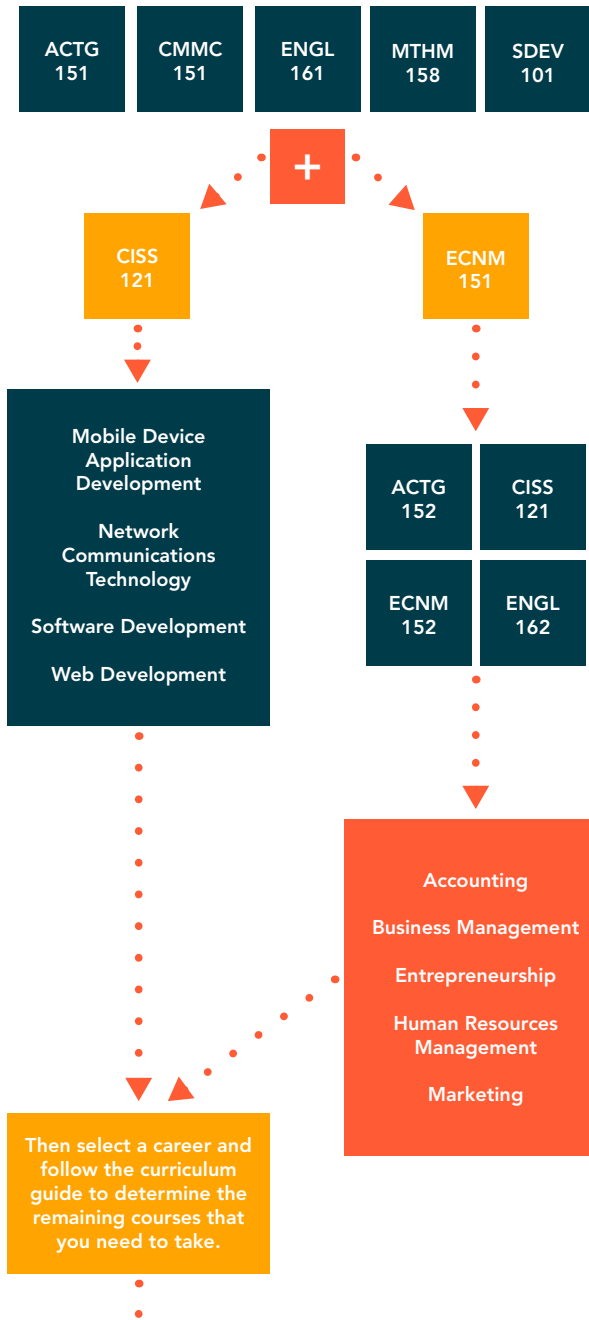 ACTG
151
CMMC
151
ENGL
161
MTHM
158
SDEV
101
+
CISS
121
ECNM
151
Mobile Device
Application
Development
Network
Communications
Technology
Software Development
Web Development
ACTG
152
CISS
121
ECNM
152
ENGL
162
Accounting
Business Management
Entrepreneurship
Human Resources
Management
Marketing
Then select a career and
follow the curriculum
guide to determine the
remaining courses that
you need to take.